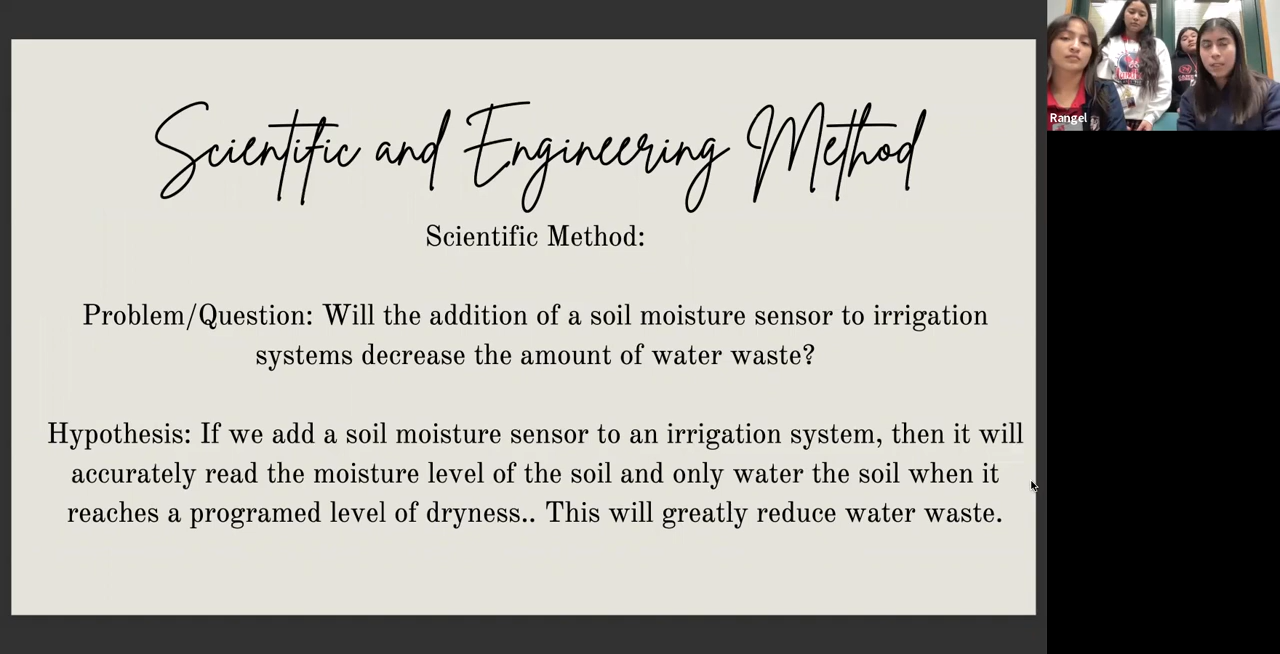 Scientific and Engineering Method
Scientific Method:
Problem/Question: Will the addition of a soil moisture sensor to irrigation
systems decrease the amount of water waste?
Hypothesis: If we add a soil moisture sensor to an irrigation system, then it will
accurately read the moisture level of the soil and only water the soil when it
reaches a programed level of dryness.. This will greatly reduce water waste.
Rangel